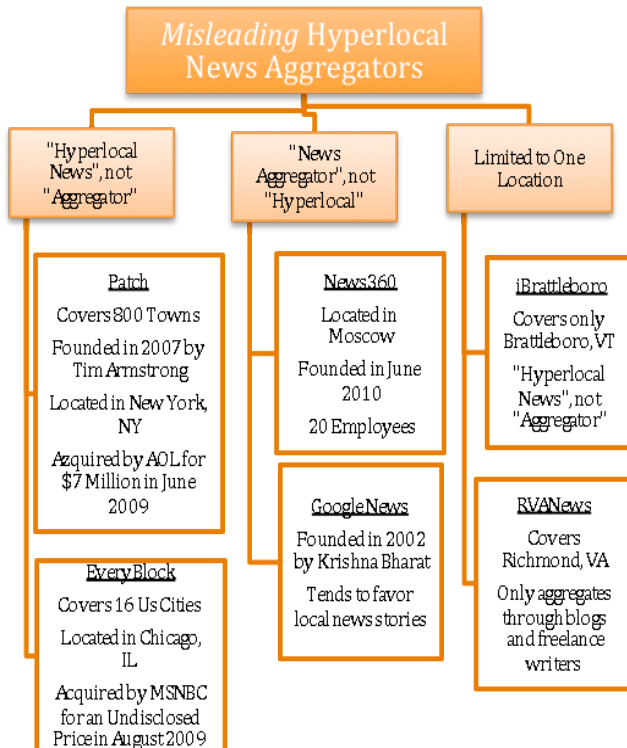 Misleading Hyperlocal
News Aggregators
"Hyperlocal
News", not
"Aggregator"
Patch
Covers 800 Towns
Founded in 2007 by
Tim Armstrong
Located in New York,
NY
Azquired by AOL for
$7 Million in June
2009
EveryBlock
Covers 16 Us Cities
Located in Chicago,
IL
Acquired by MSNBC
for an Undisclosed
Price in August 2009
"News
Aggregator", not
"Hyperlocal"
News360
Located in
Moscow
Founded in June
2010
20 Employees
Google News
Founded in 2002
by Krishna Bharat
Tends to favor
local news stories
Limited to One
Location
iBrattleboro
Covers only
Brattleboro, VT
"Hyperlocal
News", not
"Aggregator"
RVANews
Covers
Richmond, VA
Only aggregates
through blogs
and freelance
writers